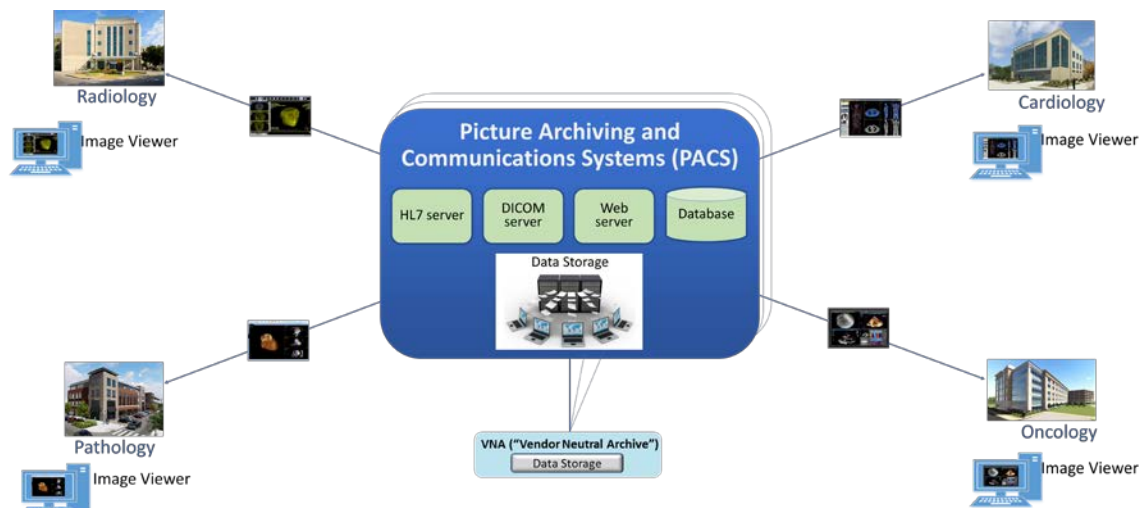 Radiology
Image Viewer
Cardiology
Image Viewer
Picture Archiving and
Communications Systems (PACS)
HL7 server
DICOM
server
Web
server
Database
Data Storage
Pathology
Image Viewer
Oncology
Image Viewer
VNA (“Vendor Neutral Archive”)
Data Storage